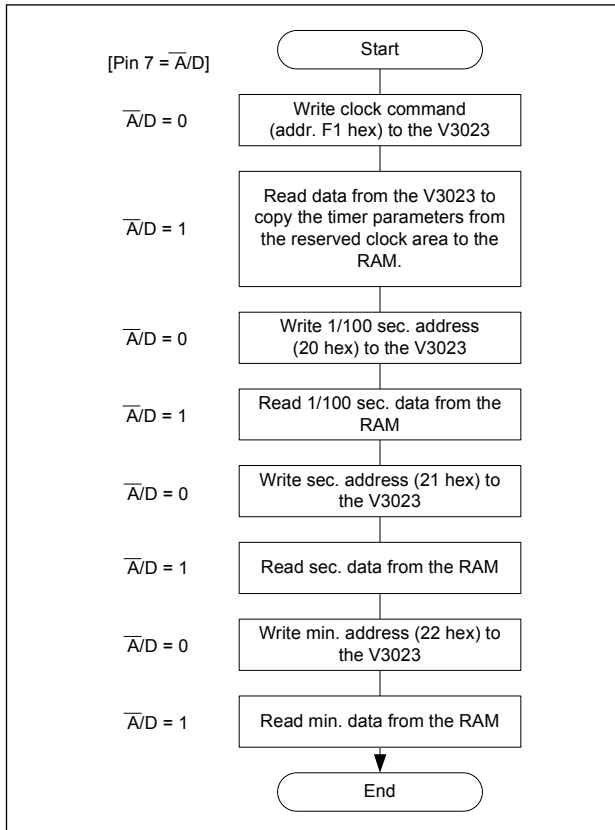 Start
[Pin 7 = A̅/D]
A̅/D = 0
Write clock command
(addr. F1 hex) to the V3023
A̅/D = 1
Read data from the V3023 to
copy the timer parameters from
the reserved clock area to the
RAM.
A̅/D = 0
Write 1/100 sec. address
(20 hex) to the V3023
A̅/D = 1
Read 1/100 sec. data from the
RAM
A̅/D = 0
Write sec. address (21 hex) to
the V3023
A̅/D = 1
Read sec. data from the RAM
A̅/D = 0
Write min. address (22 hex) to
the V3023
A̅/D = 1
Read min. data from the RAM
End